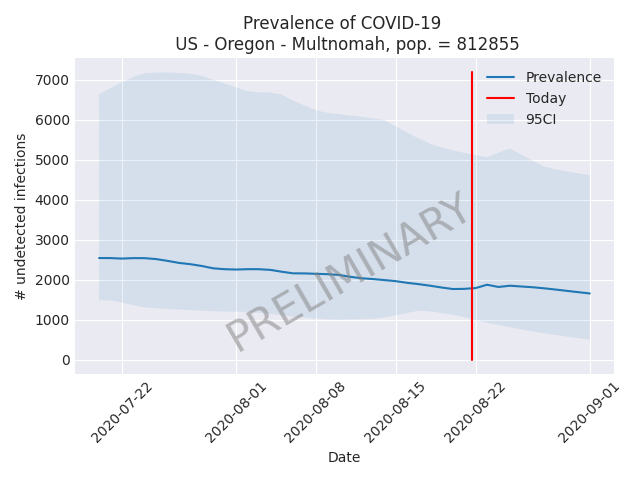 Prevalence of COVID-19
US - Oregon - Multnomah, pop. = 812855
# undetected infections
7000
6000
5000
4000
3000
2000
1000
0
Prevalence
Today
95CI
PRELIMINARY
2020-07-22
2020-08-01
2020-08-08
2020-08-15
2020-08-22
2020-09-01
Date